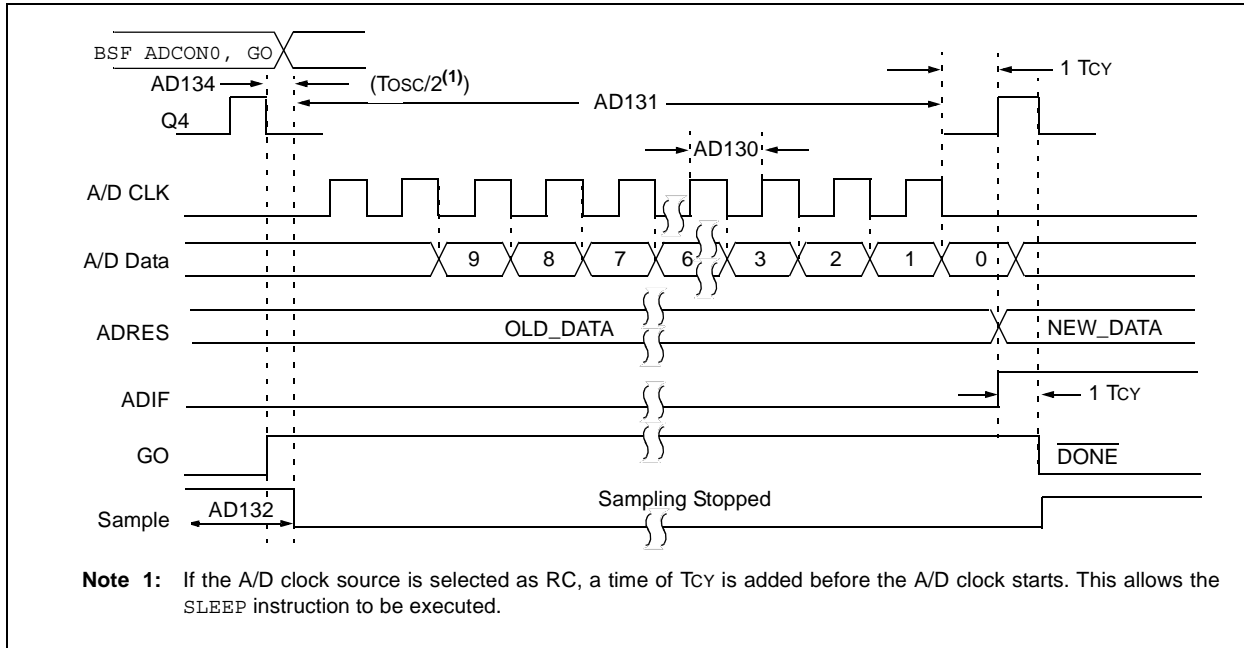 BSF ADCON0, GO
AD134
(TOSC/2(1))
1 TCY
AD131
Q4
AD130
A/D CLK
A/D Data
9 8 7 6 3 2 1 0
ADRES
OLD_DATA
NEW_DATA
ADIF
1 TCY
GO
DONE
Sample
AD132
Sampling Stopped
Note 1: If the A/D clock source is selected as RC, a time of TCY is added before the A/D clock starts. This allows the
SLEEP instruction to be executed.